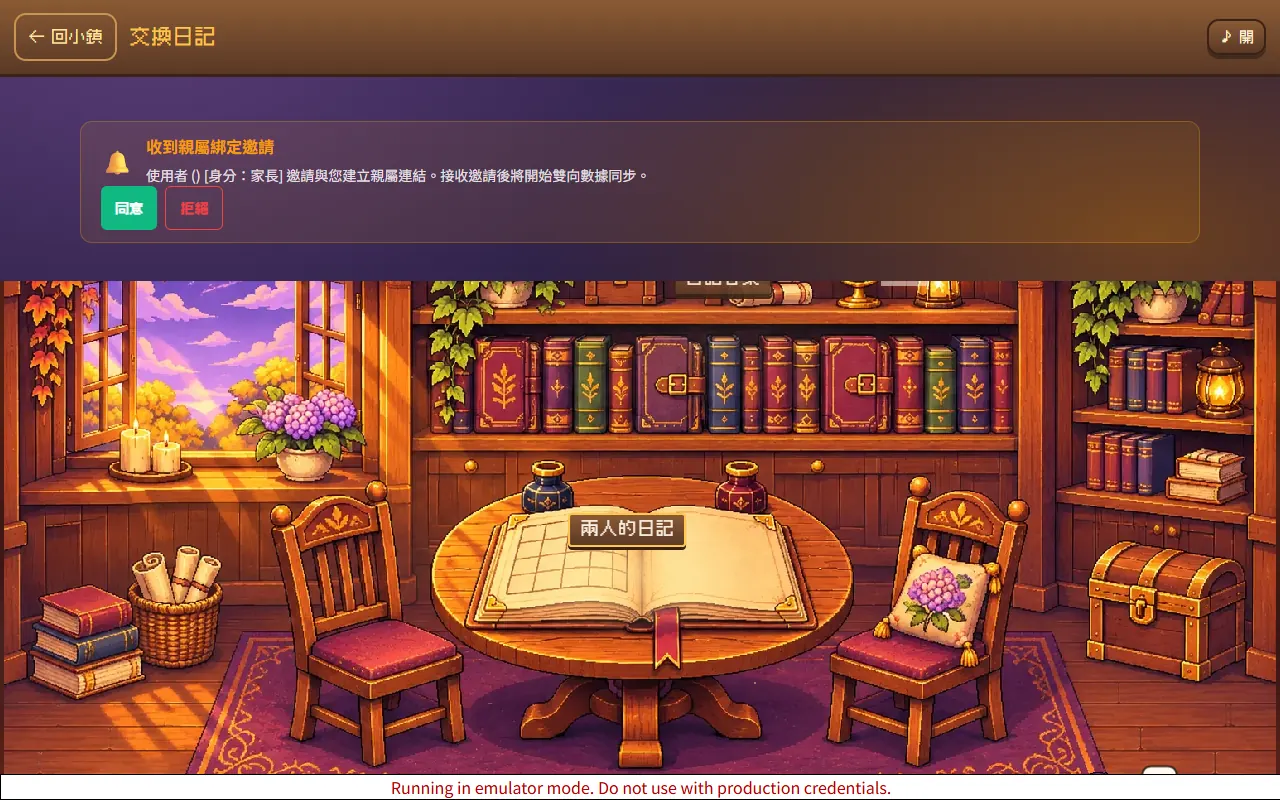 ← 回小鎮
交換日記
♪ 開
收到親屬綁定邀請
使用者 () [身分：家長] 邀請與您建立親屬連結。接收邀請後將開始雙向數據同步。
同意
拒絕
兩人的日記
Running in emulator mode. Do not use with production credentials.